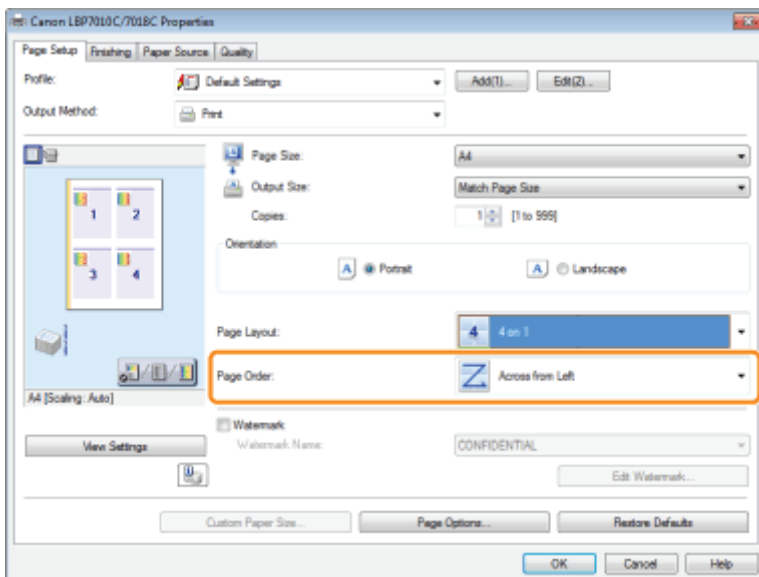 Canon LBP7010C/7018C Properties
Page Setup Finishing Paper Source Quality
Profile: Default Settings Add(1)... Edit(2)...
Output Method: Print
Page Size: A4
Output Size: Match Page Size
Copies: 1 [1 to 999]
Orientation
A Portrait A Landscape
1 2
3 4
Page Layout: 4 4 on 1
Page Order: Across from Left
A4 [Scaling: Auto]
Watermark
View Settings Watermark Name: CONFIDENTIAL
Edit Watermark...
Custom Paper Size... Page Options... Restore Defaults
OK Cancel Help